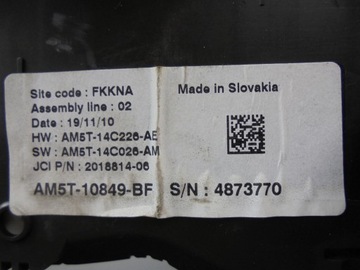 Site code : FKKNA
Assembly line : 02
Date : 19/11/10
HW : AM5T-14C226-AE
SW : AM5T-14C026-AM
JCI P/N : 2018814-06
AM5T-10849-BF S/N : 4873770
Made in Slovakia